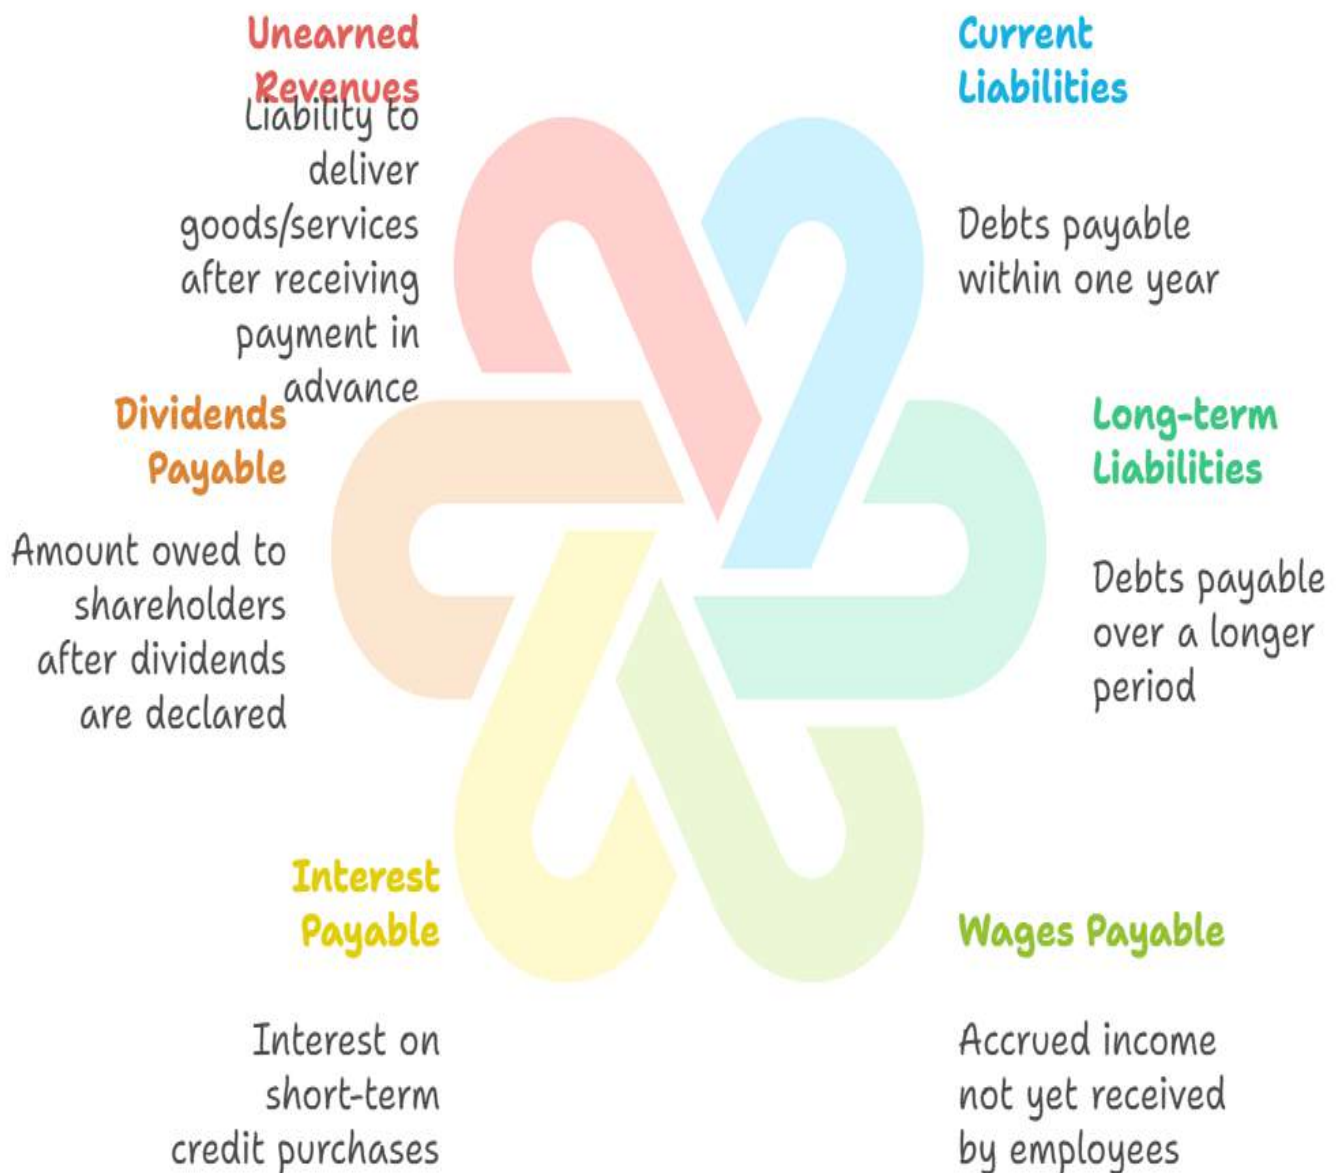 Unearned
Revenues
Liability to
deliver
goods/services
after receiving
payment in
advance
Current
Liabilities
Debts payable
within one year
Dividends
Payable
Amount owed to
shareholders
after dividends
are declared
Long-term
Liabilities
Debts payable
over a longer
period
Interest
Payable
Interest on
short-term
credit purchases
Wages Payable
Accrued income
not yet received
by employees